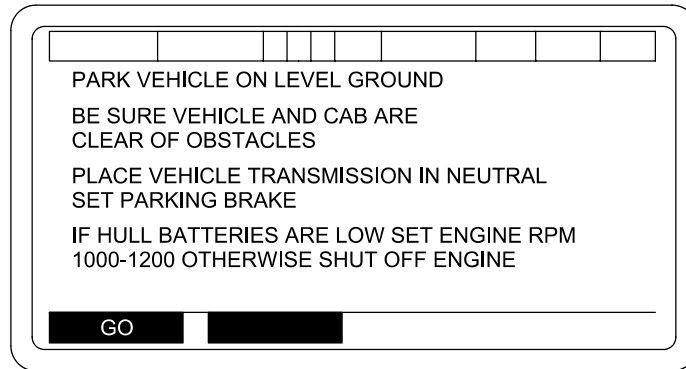 PARK VEHICLE ON LEVEL GROUND
BE SURE VEHICLE AND CAB ARE
CLEAR OF OBSTACLES
PLACE VEHICLE TRANSMISSION IN NEUTRAL
SET PARKING BRAKE
IF HULL BATTERIES ARE LOW SET ENGINE RPM
1000-1200 OTHERWISE SHUT OFF ENGINE
GO